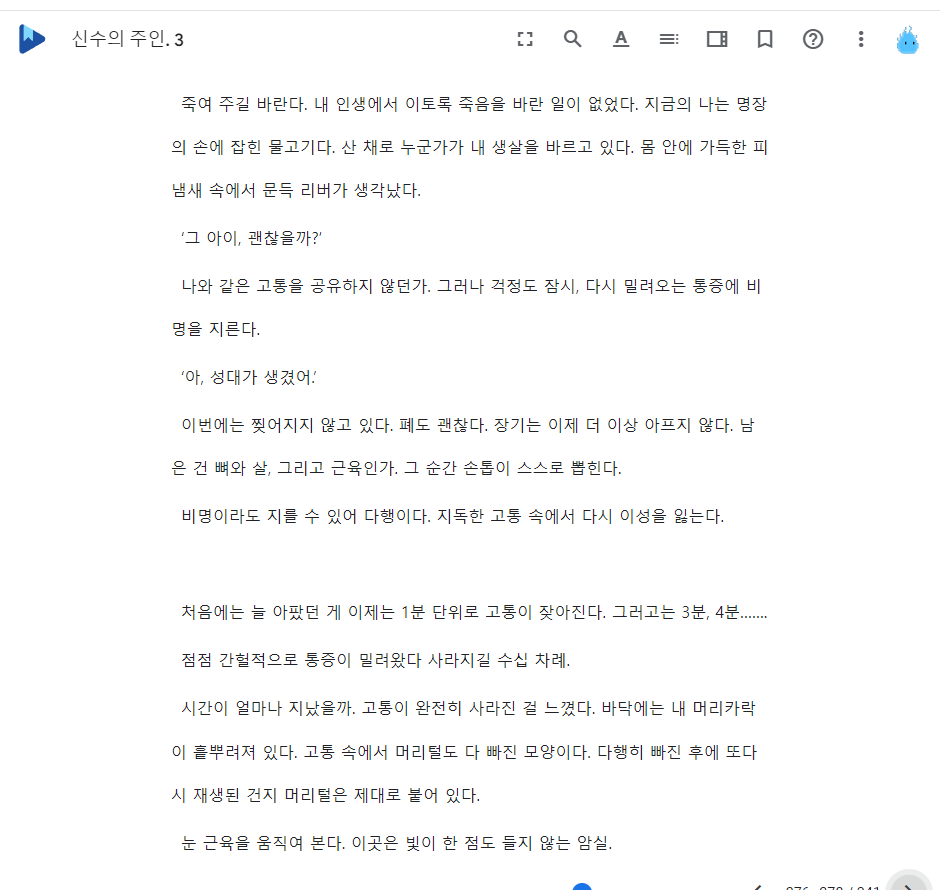 신수의 주인. 3
죽여 주길 바란다. 내 인생에서 이토록 죽음을 바란 일이 없었다. 지금의 나는 명장
의 손에 잡힌 물고기다. 산 채로 누군가가 내 생살을 바르고 있다. 몸 안에 가득한 피
냄새 속에서 문득 리버가 생각났다.
‘그 아이, 괜찮을까?’
나와 같은 고통을 공유하지 않던가. 그러나 걱정도 잠시, 다시 밀려오는 통증에 비
명을 지른다.
‘아, 성대가 생겼어.’
이번에는 찢어지지 않고 있다. 폐도 괜찮다. 장기는 이제 더 이상 아프지 않다. 남
은 건 뼈와 살, 그리고 근육인가. 그 순간 손톱이 스스로 뽑힌다.
비명이라도 지를 수 있어 다행이다. 지독한 고통 속에서 다시 이성을 잃는다.
처음에는 늘 아팠던 게 이제는 1분 단위로 고통이 잦아진다. 그러고는 3분, 4분.......
점점 간헐적으로 통증이 밀려왔다 사라지길 수십 차례.
시간이 얼마나 지났을까. 고통이 완전히 사라진 걸 느꼈다. 바닥에는 내 머리카락
이 흩뿌려져 있다. 고통 속에서 머리털도 다 빠진 모양이다. 다행히 빠진 후에 또다
시 재생된 건지 머리털은 제대로 붙어 있다.
눈 근육을 움직여 본다. 이곳은 빛이 한 점도 들지 않는 암실.